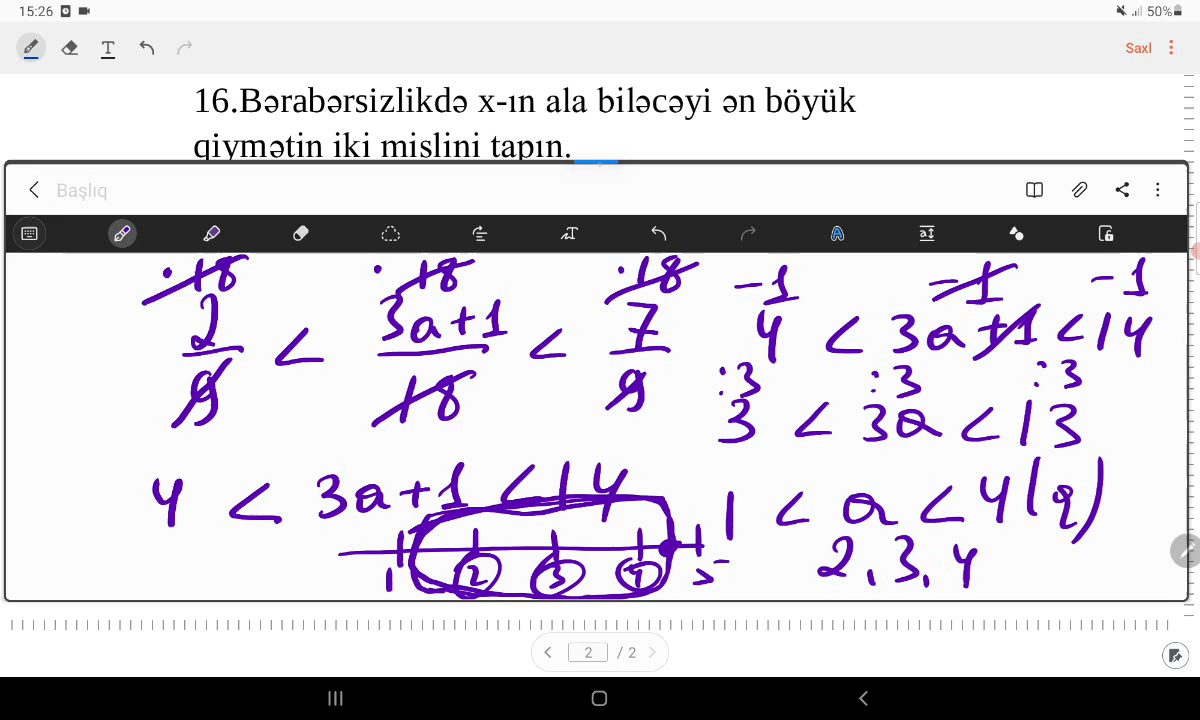 15:26 50%
T Saxl
16.Bərabərsizlikdə x-ın ala biləcəyi ən böyük
qiymətin iki mislini tapın.
Başlıq
·18 ·18 ·18
2/9 < 3a+1/18 < 7/9
4 < 3a+1 < 14
1 2 3 4 5
-1 -1 -1
4 < 3a+1 < 14
:3 :3 :3
3 < 3a < 13
1 < a < 4(q)
2, 3, 4
2 / 2